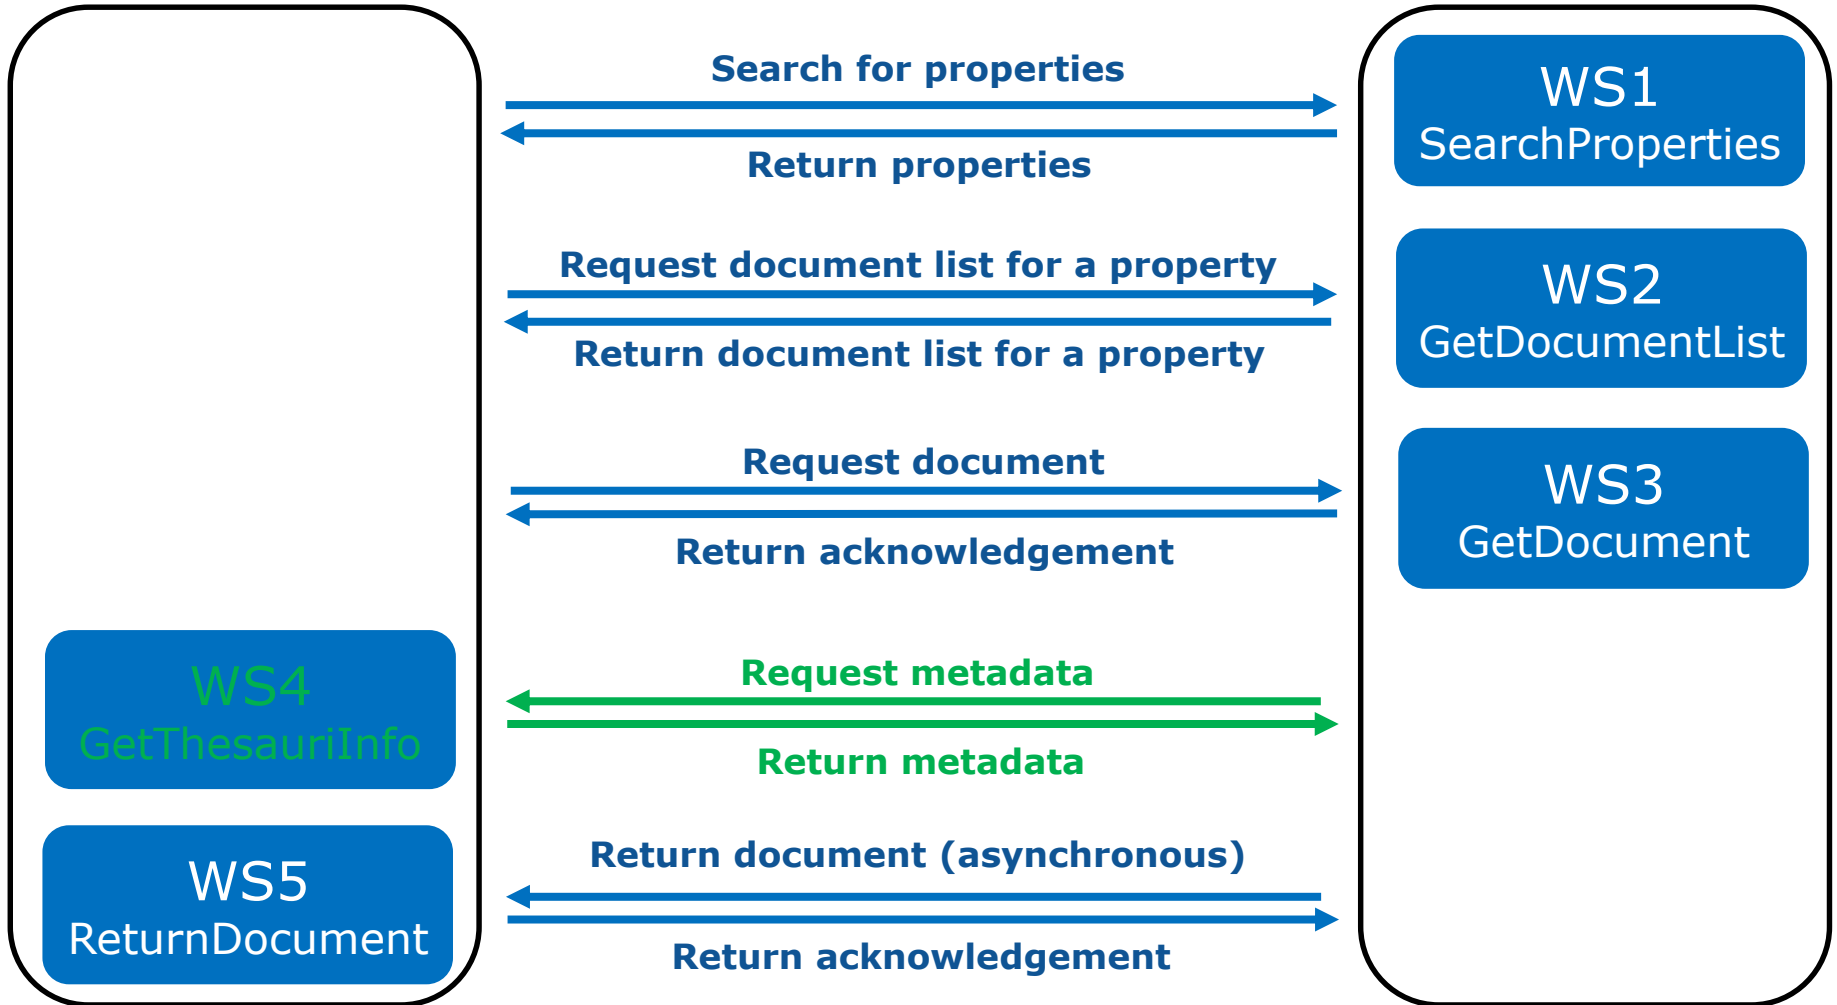 Search for properties
WS1
SearchProperties
Return properties
Request document list for a property
WS2
GetDocumentList
Return document list for a property
Request document
WS3
GetDocument
Return acknowledgement
WS4
GetThesauriInfo
Request metadata
Return metadata
WS5
ReturnDocument
Return document (asynchronous)
Return acknowledgement